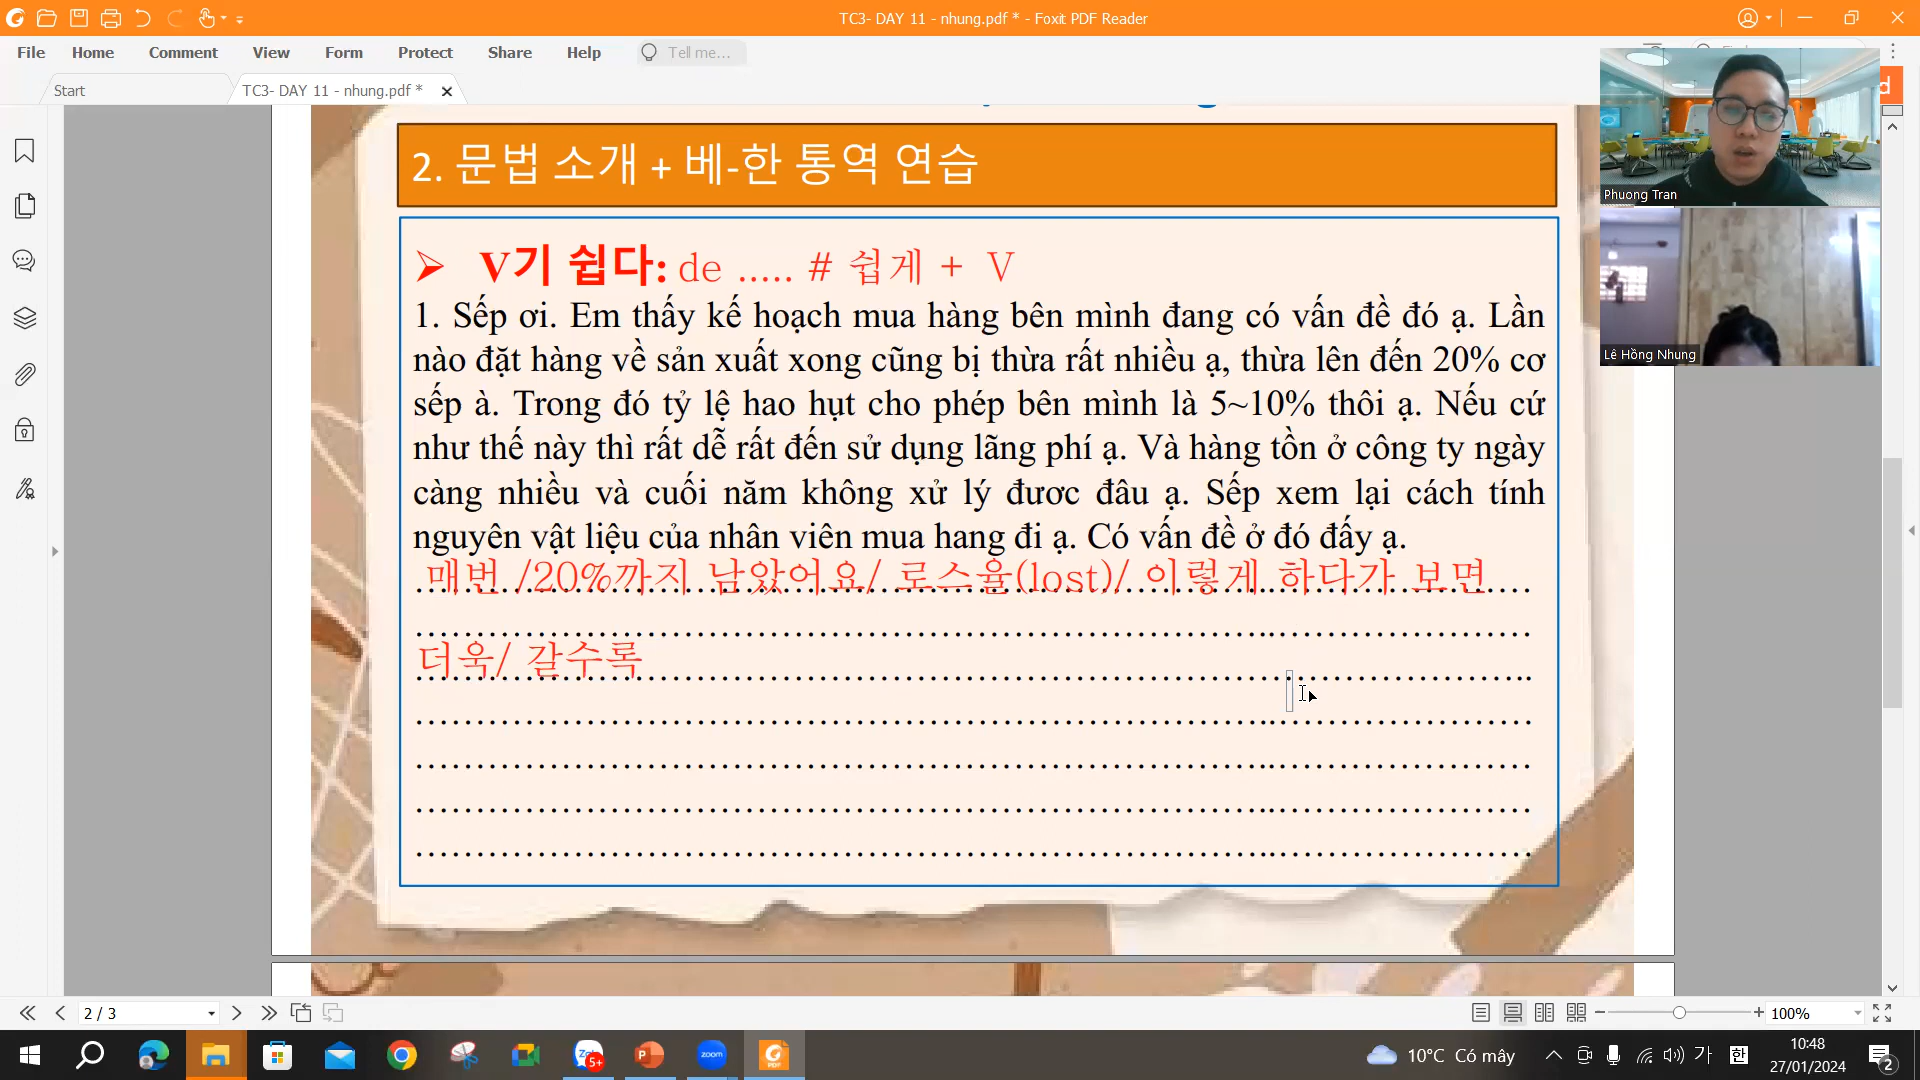 TC3- DAY 11 - nhung.pdf * - Foxit PDF Reader
File Home Comment View Form Protect Share Help Tell me...
Start TC3- DAY 11 - nhung.pdf *
Phuong Tran
Lê Hồng Nhung
2. 문법 소개 + 베-한 통역 연습
➢ V기 쉽다: de ..... # 쉽게 + V
1. Sếp ơi. Em thấy kế hoạch mua hàng bên mình đang có vấn đề đó ạ. Lần
nào đặt hàng về sản xuất xong cũng bị thừa rất nhiều ạ, thừa lên đến 20% cơ
sếp à. Trong đó tỷ lệ hao hụt cho phép bên mình là 5~10% thôi ạ. Nếu cứ
như thế này thì rất dễ rất đến sử dụng lãng phí ạ. Và hàng tồn ở công ty ngày
càng nhiều và cuối năm không xử lý đươc đâu ạ. Sếp xem lại cách tính
nguyên vật liệu của nhân viên mua hang đi ạ. Có vấn đề ở đó đấy ạ.
매번 /20%까지 남았어요/ 로스율(lost)/ 이렇게 하다가 보면
더욱/ 갈수록
2 / 3
100%
Zalo 5+ zoom
10°C Có mây
가 한
10:48
27/01/2024
2